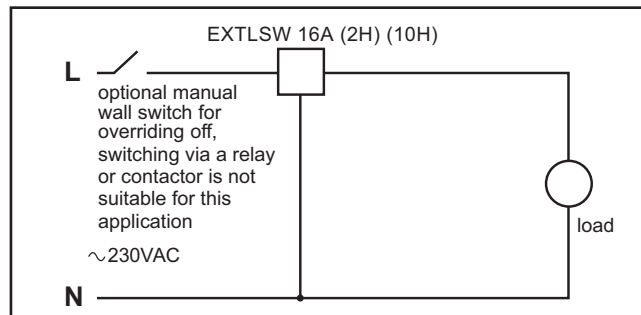 EXTLSW 16A (2H) (10H)
L
optional manual
wall switch for
overriding off,
switching via a relay
or contactor is not
suitable for this
application
load
~230VAC
N